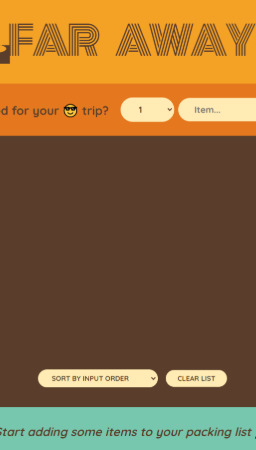 FAR AWAY
for your 😎 trip?
1
Item...
SORT BY INPUT ORDER
CLEAR LIST
Start adding some items to your packing list